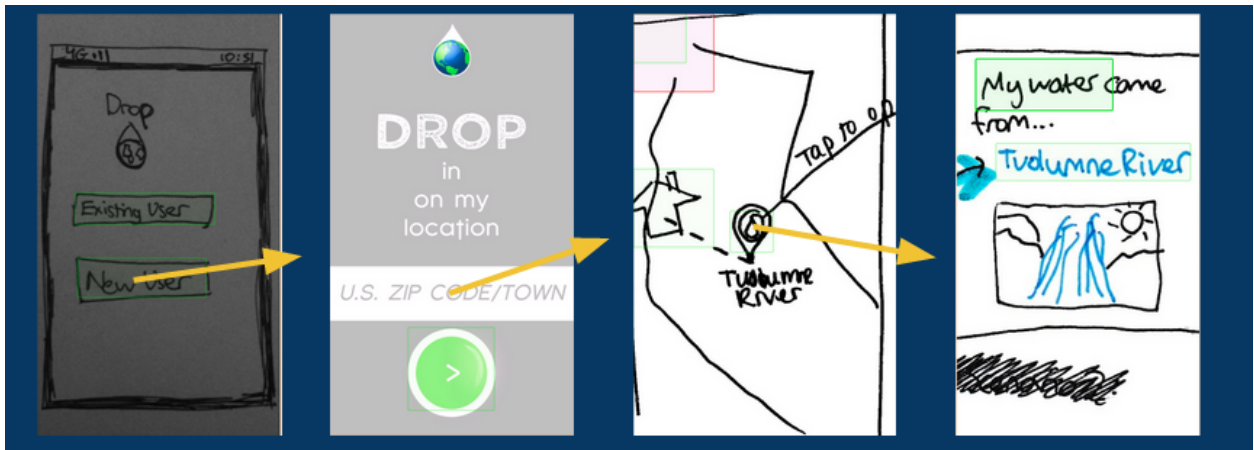 4G
10:51
Drop
Existing User
New User
DROP
in
on my
location
U.S. ZIP CODE/TOWN
>
Tap to op
Tuolumne
River
My water came
from...
Tuolumne River